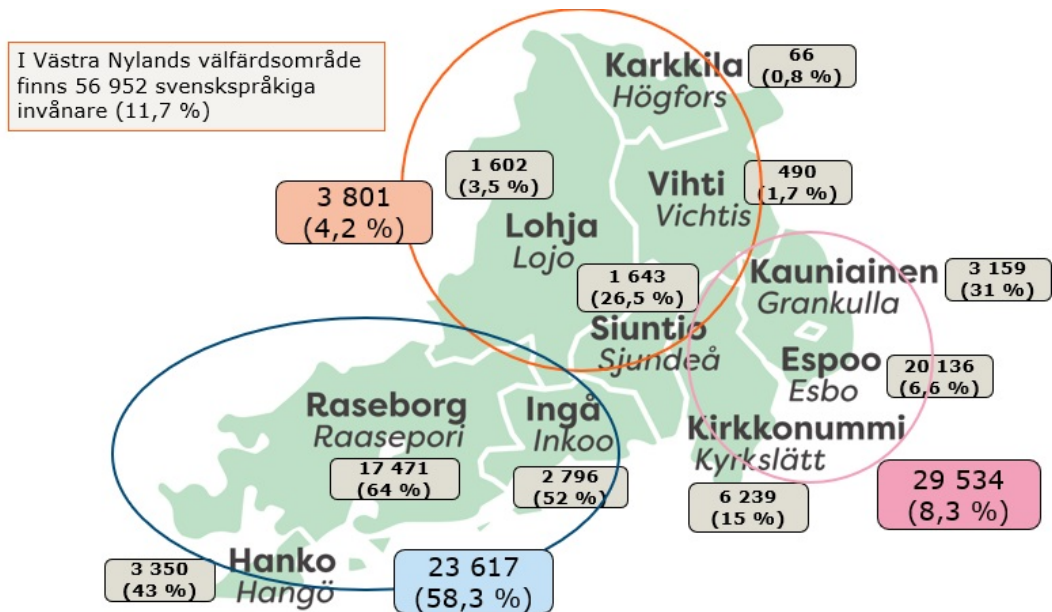 I Västra Nylands välfärdsområde
finns 56 952 svenskspråkiga
invånare (11,7 %)
Karkkila
Högfors
66
(0,8 %)
1 602
(3,5 %)
3 801
(4,2 %)
Vihti
Vichtis
490
(1,7 %)
Lohja
Lojo
1 643
(26,5 %)
Kauniainen
Grankulla
3 159
(31 %)
Siuntio
Sjundeå
Espoo
Esbo
20 136
(6,6 %)
Raseborg
Raasepori
17 471
(64 %)
Ingå
Inkoo
2 796
(52 %)
Kirkkonummi
Kyrkslätt
6 239
(15 %)
29 534
(8,3 %)
Hanko
Hangö
3 350
(43 %)
23 617
(58,3 %)